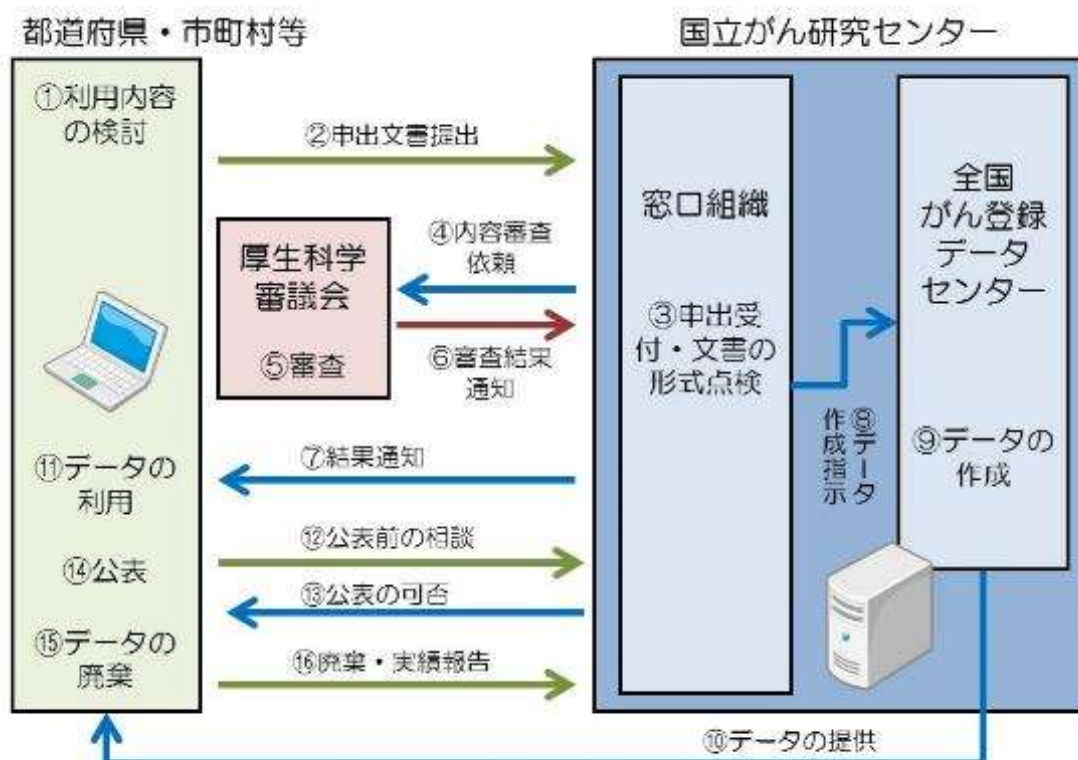 都道府県・市町村等
国立がん研究センター
①利用内容
の検討
②申出文書提出
窓口組織
全国
がん登録
データ
センター
厚生科学
審議会
⑤審査
④内容審査
依頼
③申出受
付・文書の
形式点検
⑥審査結果
通知
⑧データ
作成指示
⑨データの
作成
⑦結果通知
⑪データの
利用
⑫公表前の相談
⑭公表
⑬公表の可否
⑮データの
廃棄
⑯廃棄・実績報告
⑩データの提供